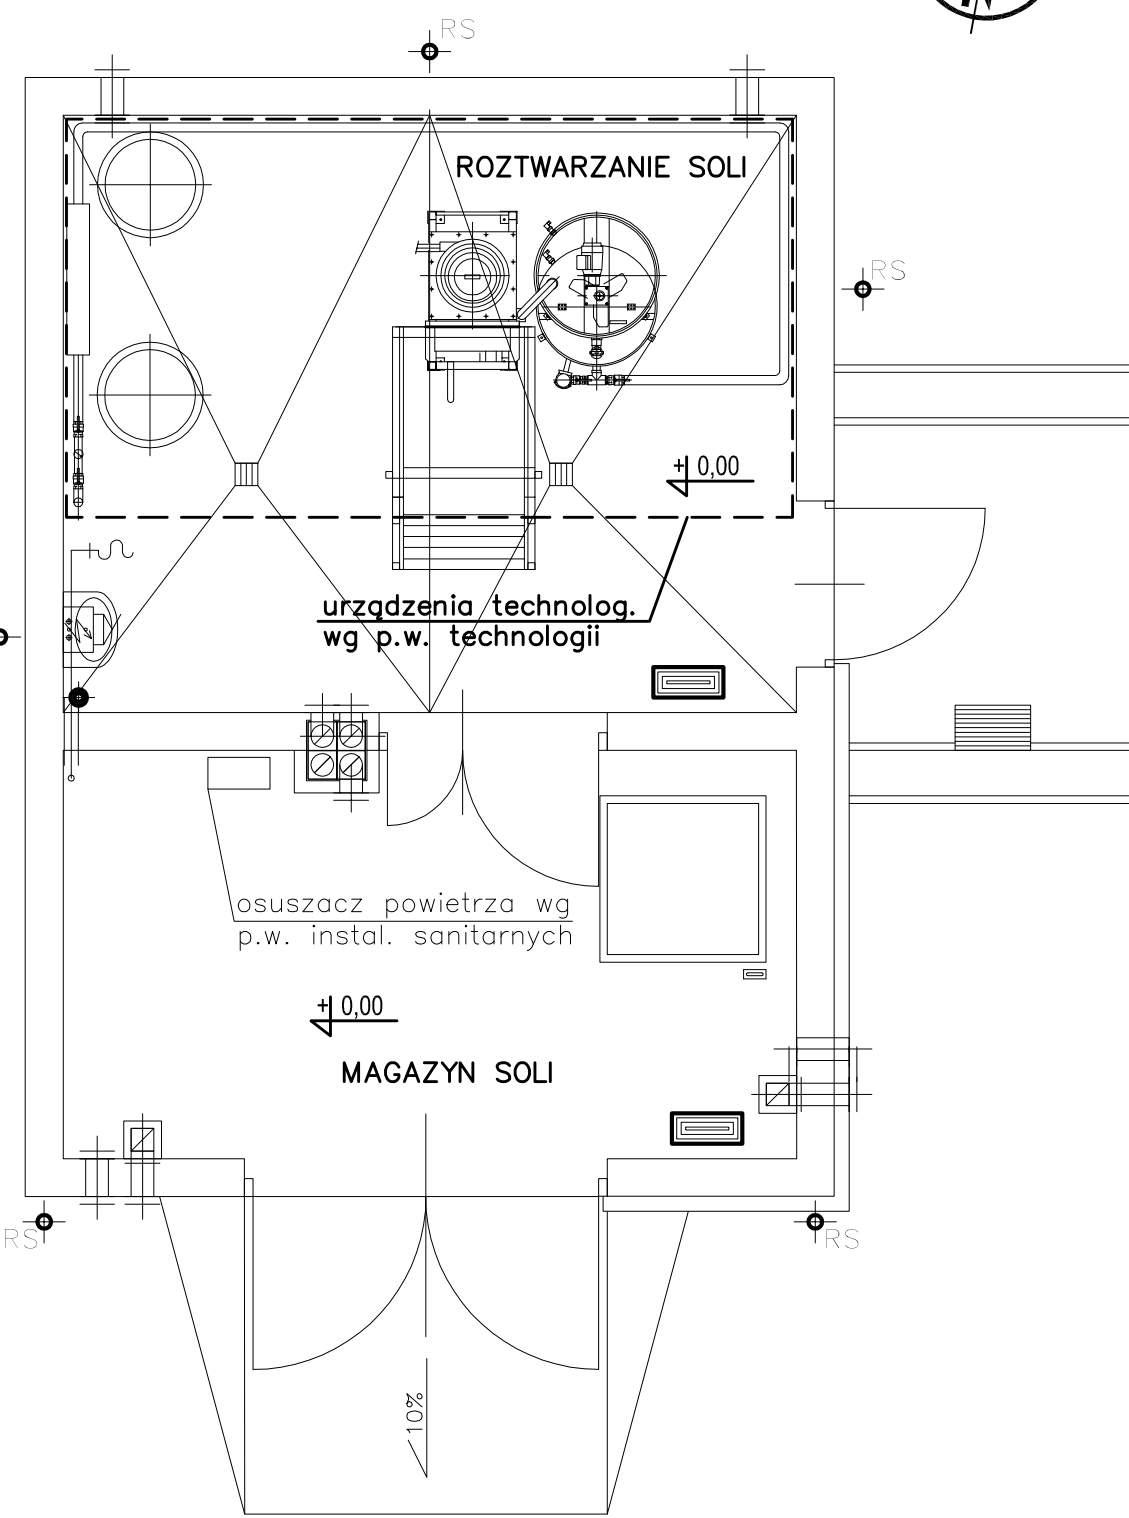 N
RS
ROZTWARZANIE SOLI
RS
± 0,00
urządzenia technolog.
wg p.w. technologii
osuszacz powietrza wg
p.w. instal. sanitarnych
± 0,00
MAGAZYN SOLI
RS
RS
10%